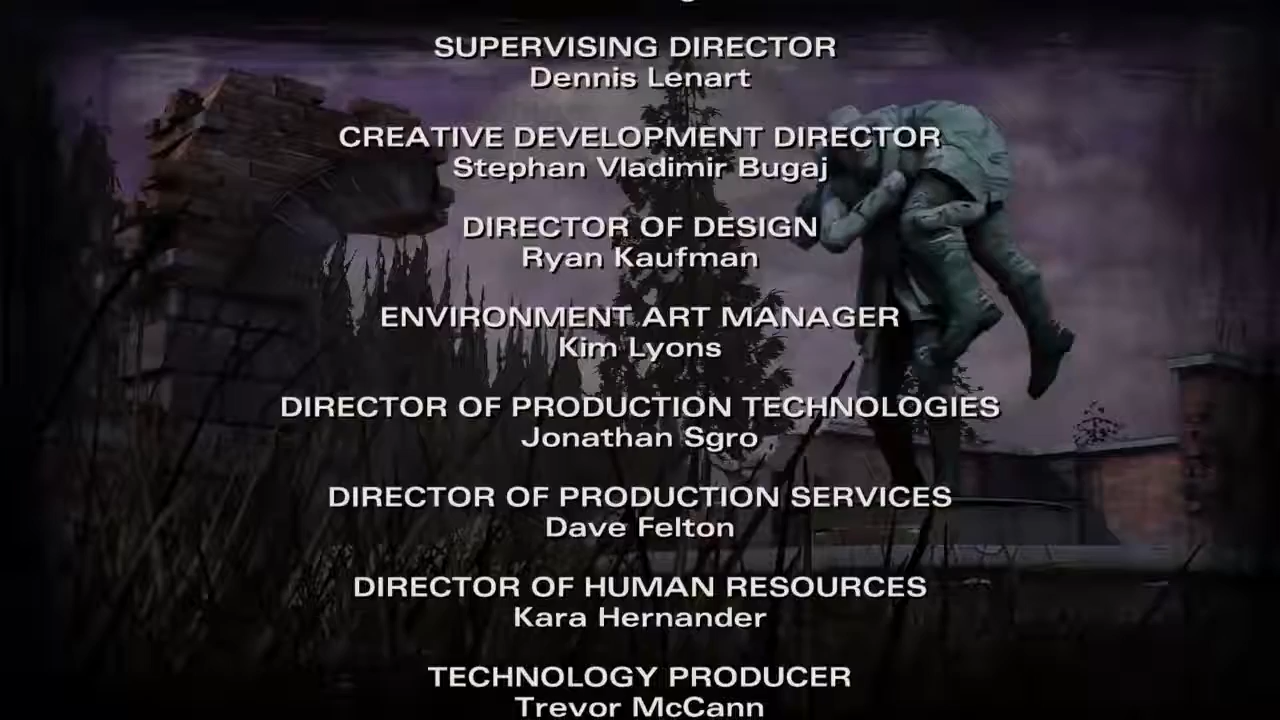 SUPERVISING DIRECTOR
Dennis Lenart
CREATIVE DEVELOPMENT DIRECTOR
Stephan Vladimir Bugaj
DIRECTOR OF DESIGN
Ryan Kaufman
ENVIRONMENT ART MANAGER
Kim Lyons
DIRECTOR OF PRODUCTION TECHNOLOGIES
Jonathan Sgro
DIRECTOR OF PRODUCTION SERVICES
Dave Felton
DIRECTOR OF HUMAN RESOURCES
Kara Hernander
TECHNOLOGY PRODUCER
Trevor McCann